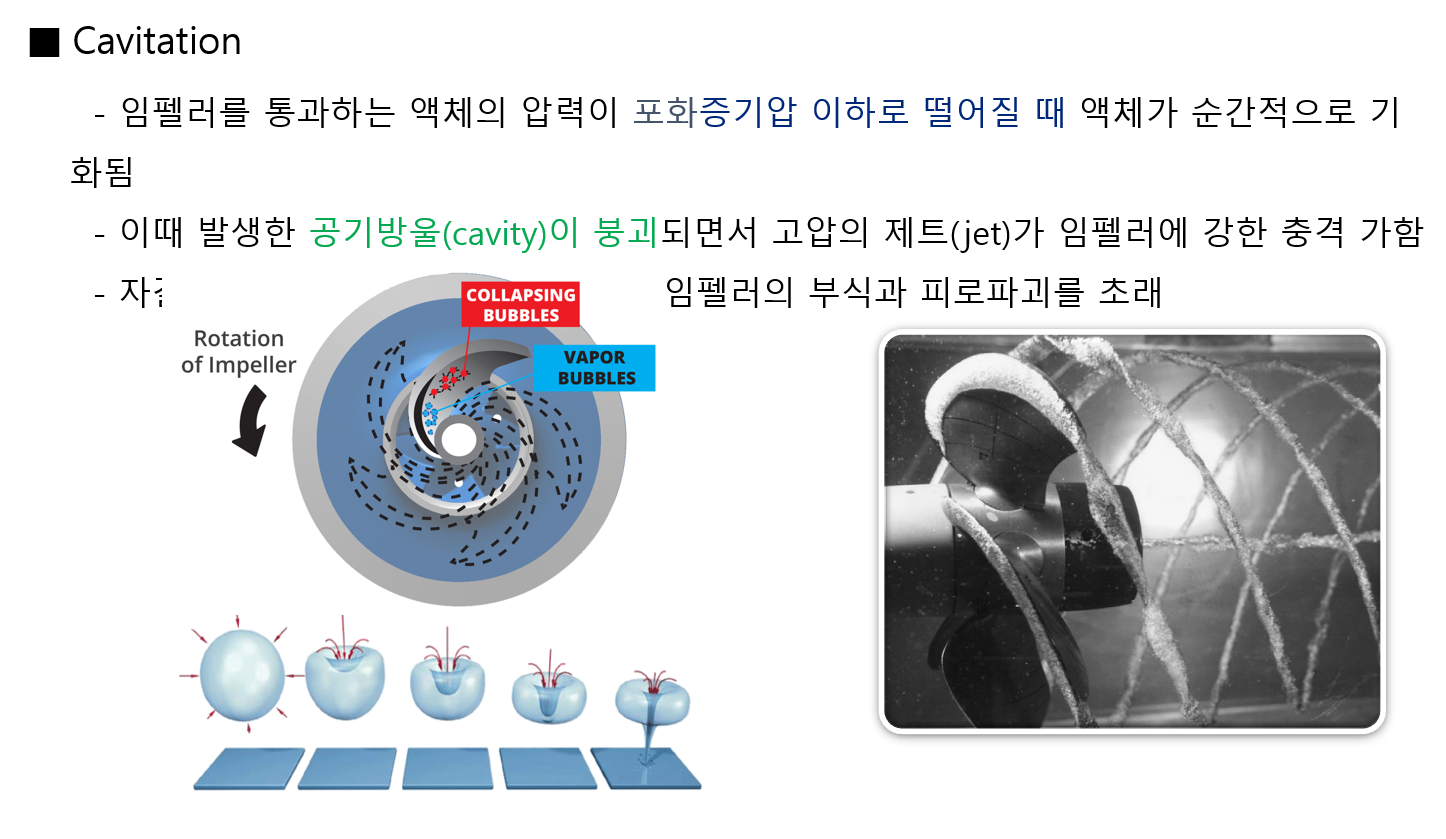 ■ Cavitation
- 임펠러를 통과하는 액체의 압력이 포화증기압 이하로 떨어질 때 액체가 순간적으로 기
화됨
- 이때 발생한 공기방울(cavity)이 붕괴되면서 고압의 제트(jet)가 임펠러에 강한 충격 가함
- 임펠러의 부식과 피로파괴를 초래
COLLAPSING
BUBBLES
Rotation
of Impeller
VAPOR
BUBBLES